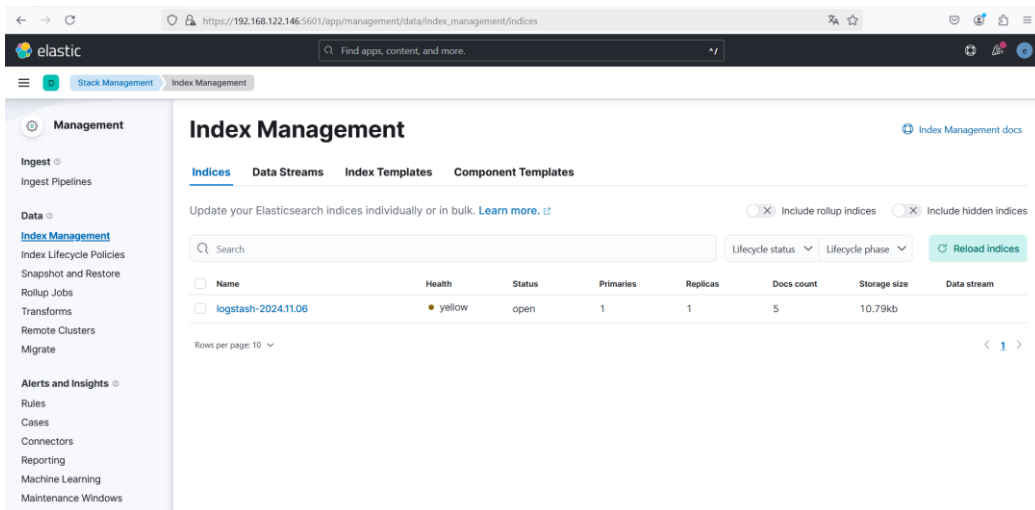 https://192.168.122.146:5601/app/management/data/index_management/indices
elastic
Find apps, content, and more.
^/
e
D
Stack Management
Index Management
Management
Ingest
Ingest Pipelines
Data
Index Management
Index Lifecycle Policies
Snapshot and Restore
Rollup Jobs
Transforms
Remote Clusters
Migrate
Alerts and Insights
Rules
Cases
Connectors
Reporting
Machine Learning
Maintenance Windows
Index Management
Index Management docs
Indices Data Streams Index Templates Component Templates
Update your Elasticsearch indices individually or in bulk. Learn more.
Include rollup indices Include hidden indices
Search
Lifecycle status Lifecycle phase Reload indices
Name Health Status Primaries Replicas Docs count Storage size Data stream
logstash-2024.11.06 yellow open 1 1 5 10.79kb
Rows per page: 10
< 1 >